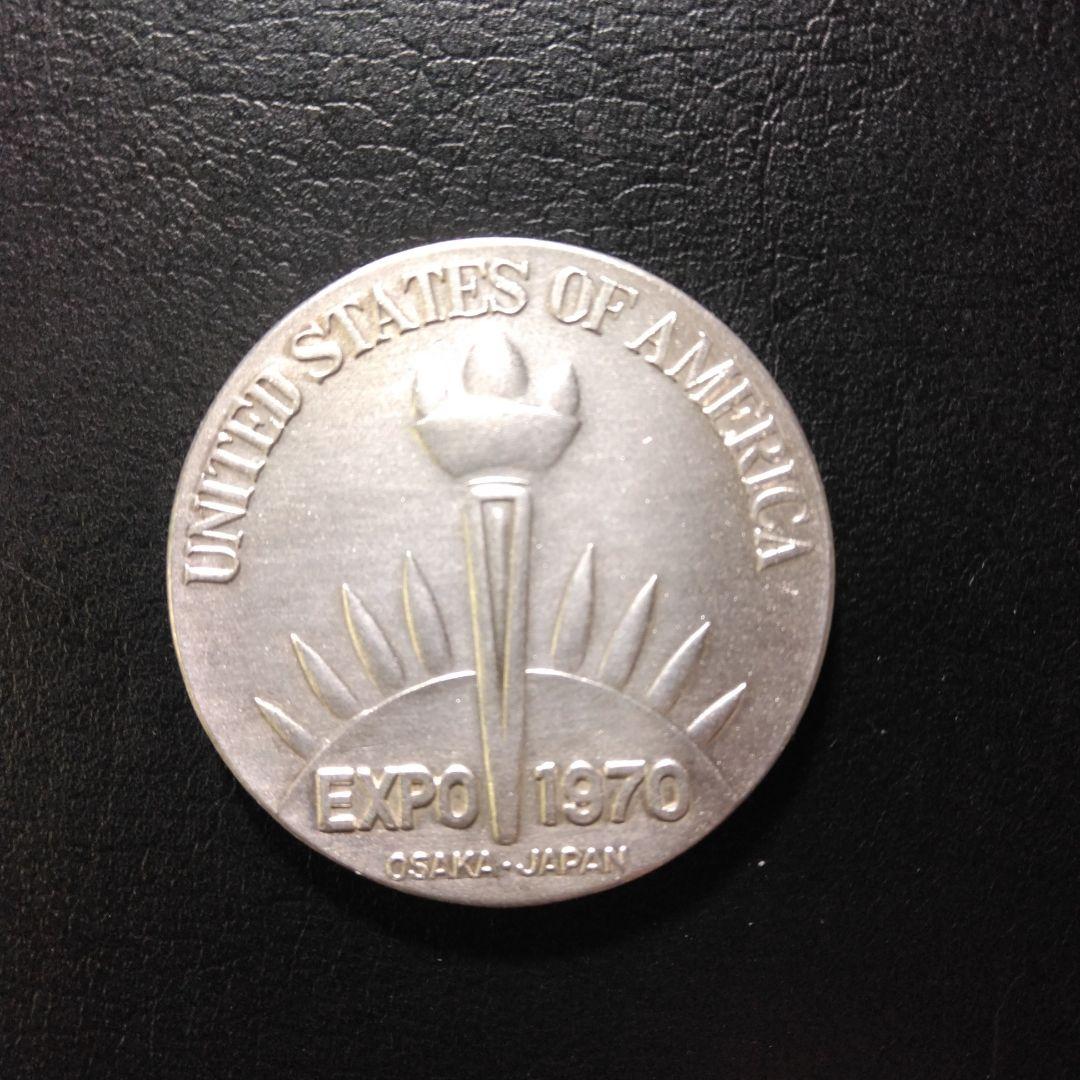 UNITED STATES OF AMERICA
EXPO 1970
OSAKA·JAPAN